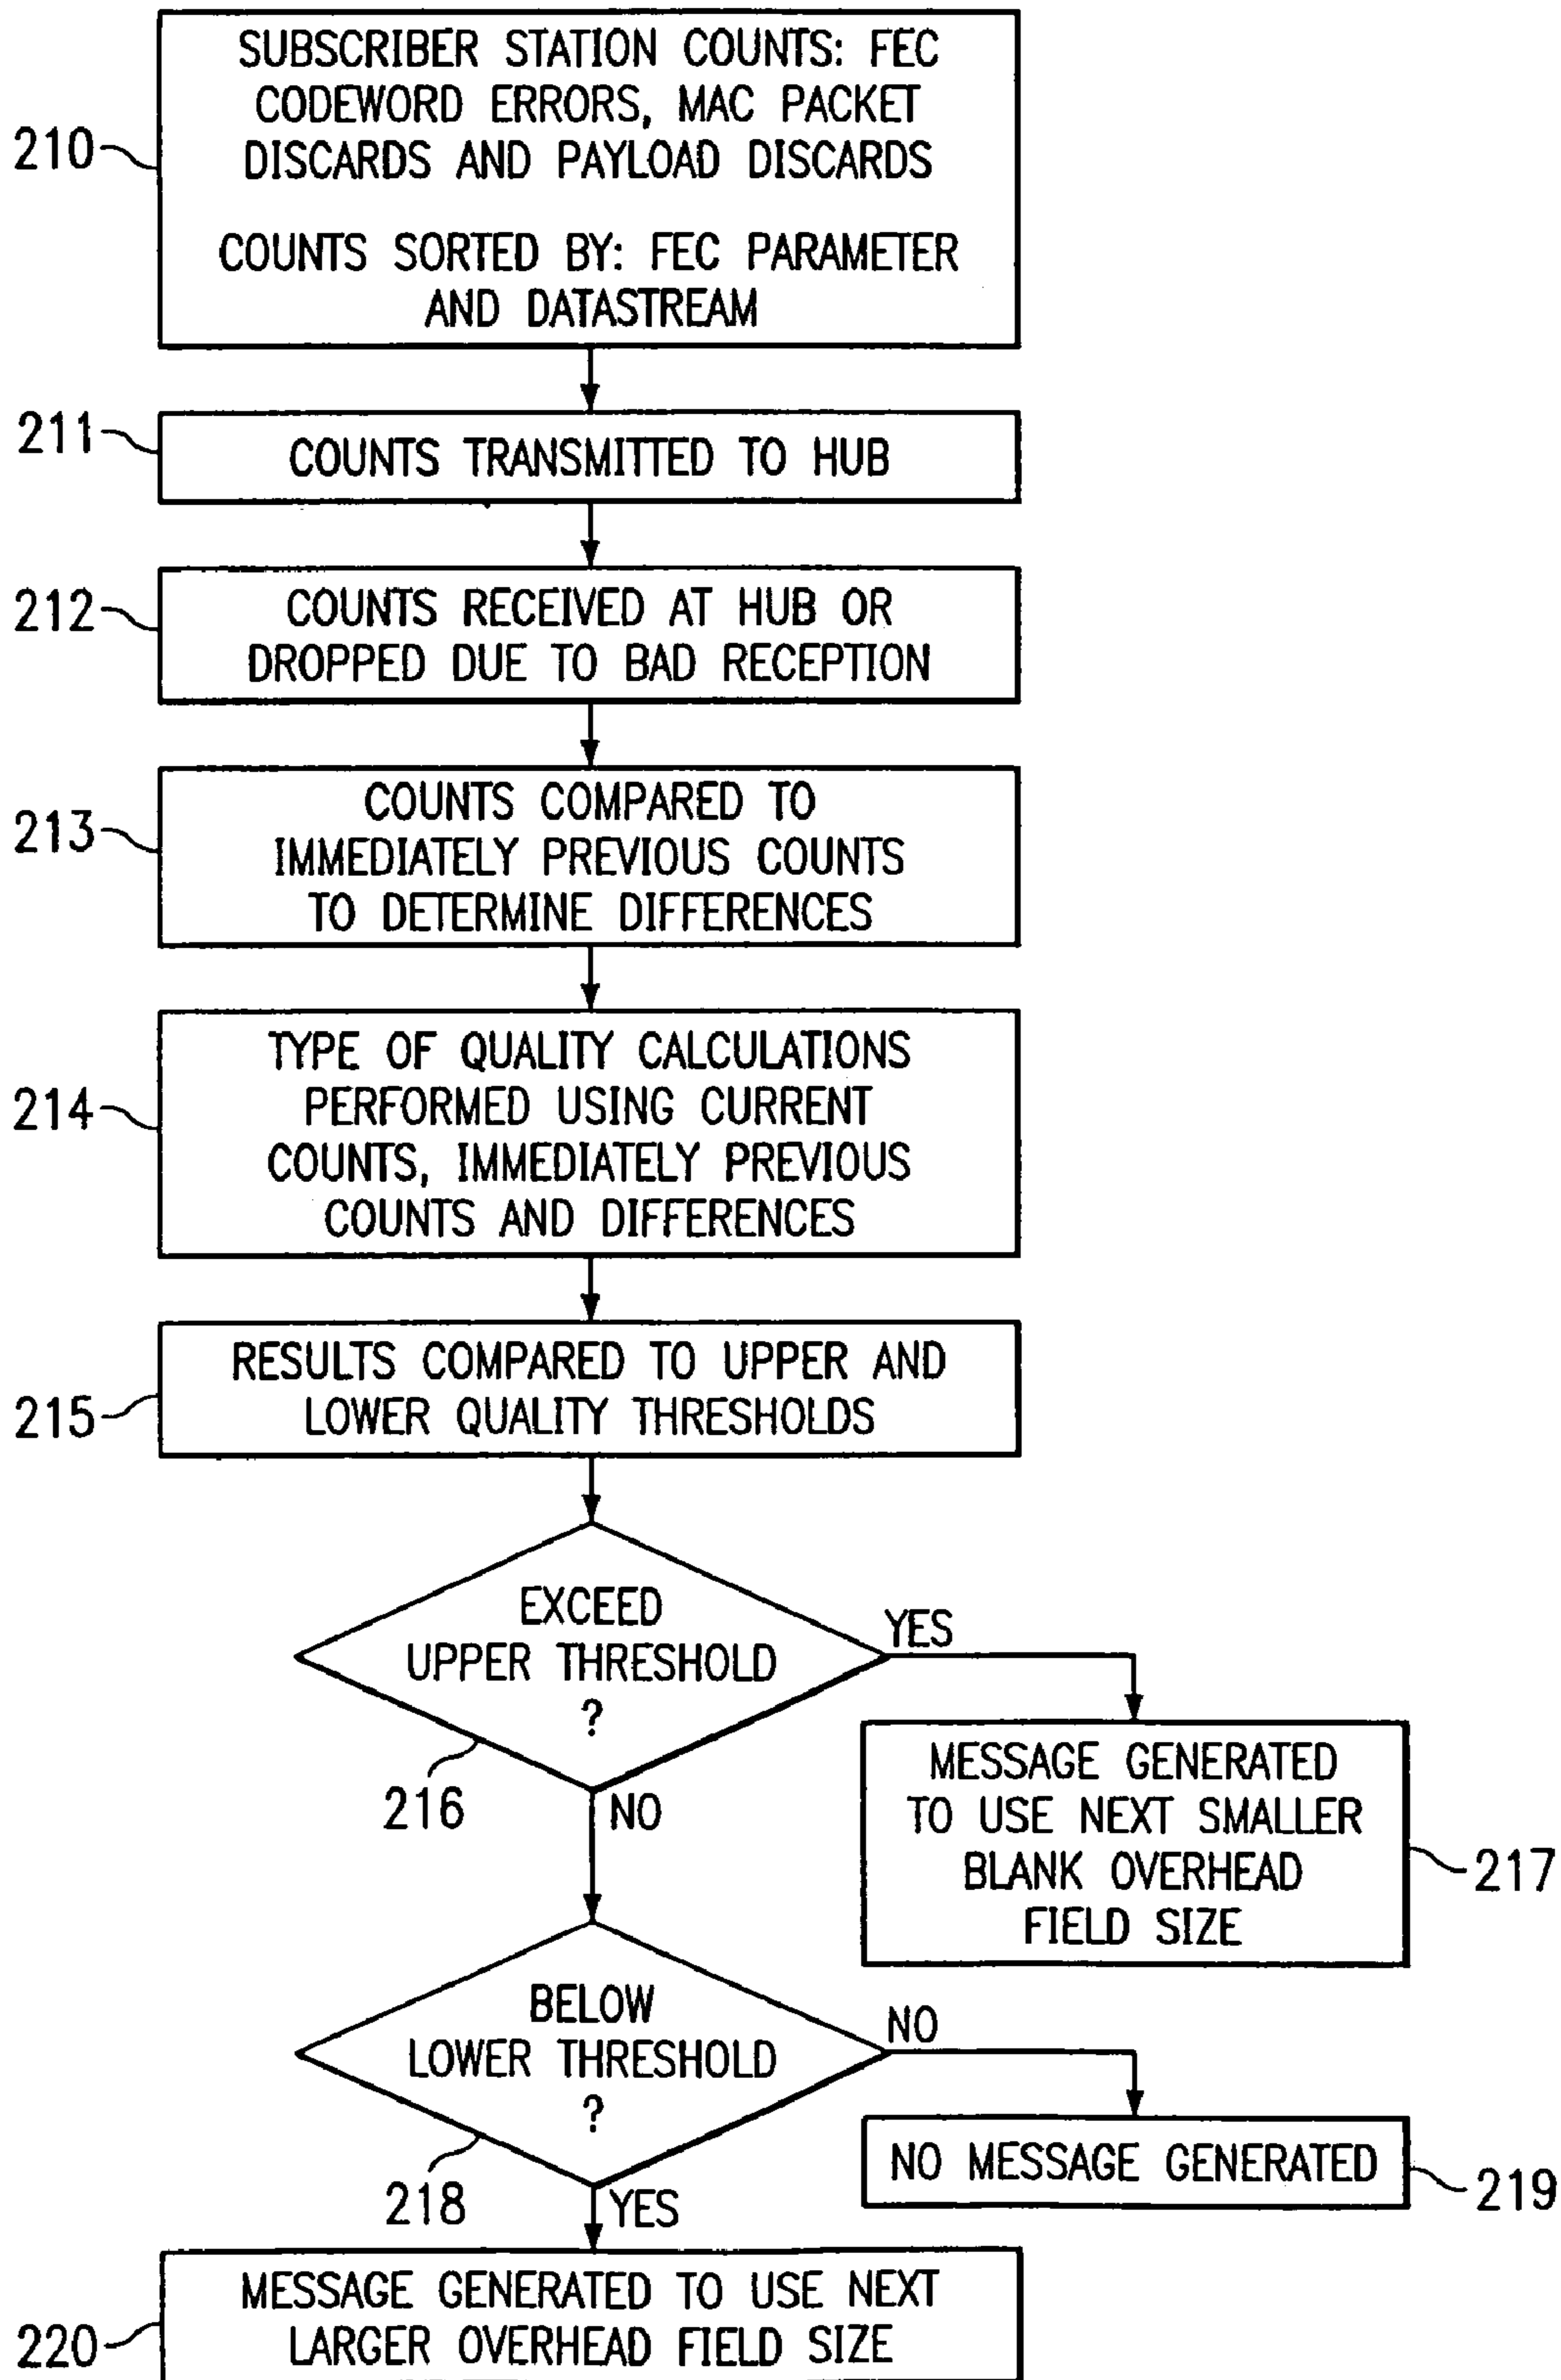 SUBSCRIBER STATION COUNTS: FEC
CODEWORD ERRORS, MAC PACKET
DISCARDS AND PAYLOAD DISCARDS
COUNTS SORTED BY: FEC PARAMETER
AND DATASTREAM
210
211
COUNTS TRANSMITTED TO HUB
212
COUNTS RECEIVED AT HUB OR
DROPPED DUE TO BAD RECEPTION
213
COUNTS COMPARED TO
IMMEDIATELY PREVIOUS COUNTS
TO DETERMINE DIFFERENCES
214
TYPE OF QUALITY CALCULATIONS
PERFORMED USING CURRENT
COUNTS, IMMEDIATELY PREVIOUS
COUNTS AND DIFFERENCES
215
RESULTS COMPARED TO UPPER AND
LOWER QUALITY THRESHOLDS
EXCEED
UPPER THRESHOLD
?
YES
216
NO
MESSAGE GENERATED
TO USE NEXT SMALLER
BLANK OVERHEAD
FIELD SIZE
217
BELOW
LOWER THRESHOLD
?
NO
218
YES
NO MESSAGE GENERATED
219
220
MESSAGE GENERATED TO USE NEXT
LARGER OVERHEAD FIELD SIZE